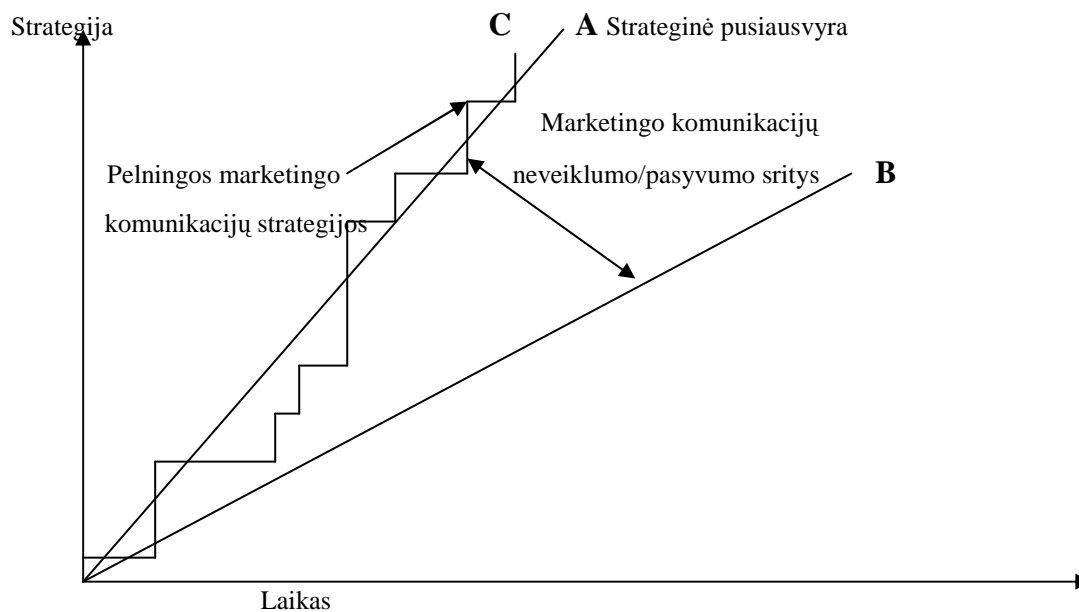 Strategija
C
A Strateginė pusiausvyra
Marketingo komunikacijų
neveiklumo/pasyvumo sritys
B
Pelningos marketingo
komunikacijų strategijos
Laikas